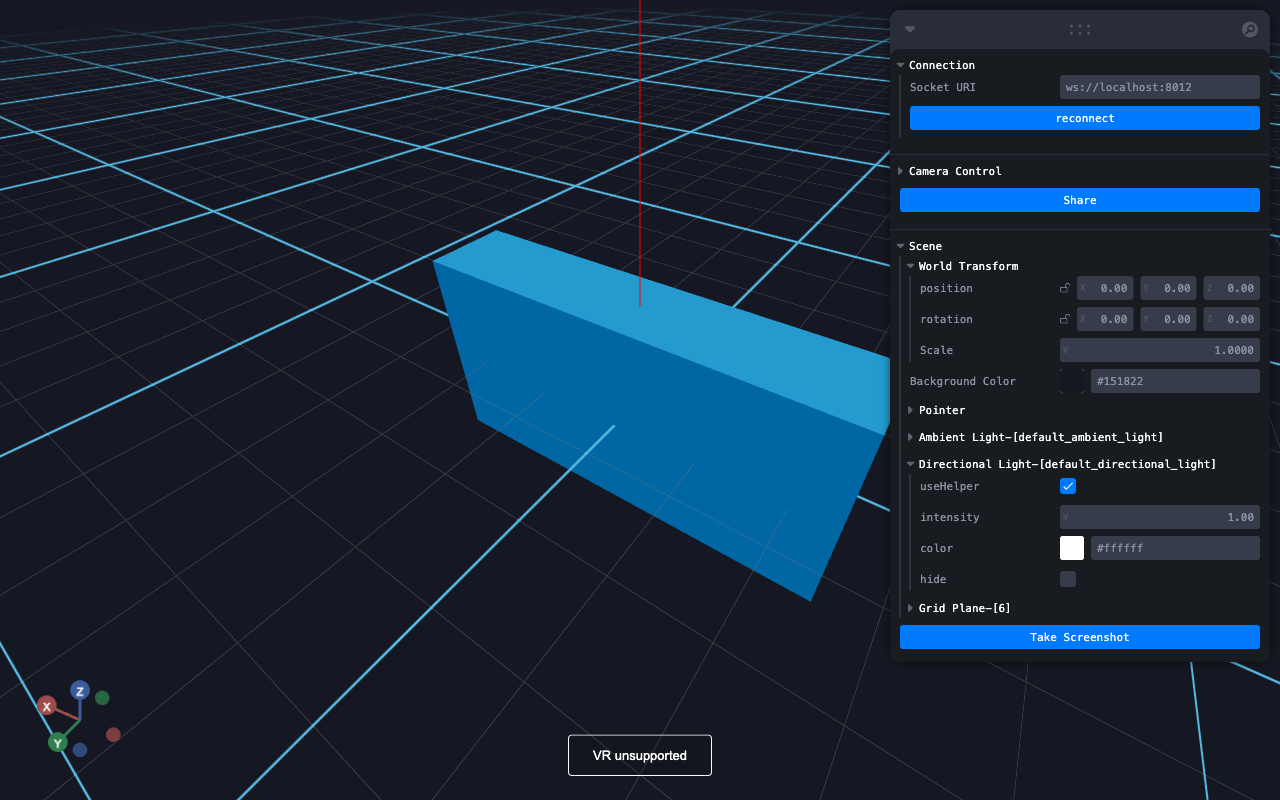 Connection
Socket URI ws://localhost:8012
reconnect
Camera Control
Share
Scene
World Transform
position X 0.00 Y 0.00 Z 0.00
rotation X 0.00 Y 0.00 Z 0.00
Scale V 1.0000
Background Color #151822
Pointer
Ambient Light-[default_ambient_light]
Directional Light-[default_directional_light]
useHelper
intensity V 1.00
color #ffffff
hide
Grid Plane-[6]
Take Screenshot
Z
X
Y
VR unsupported